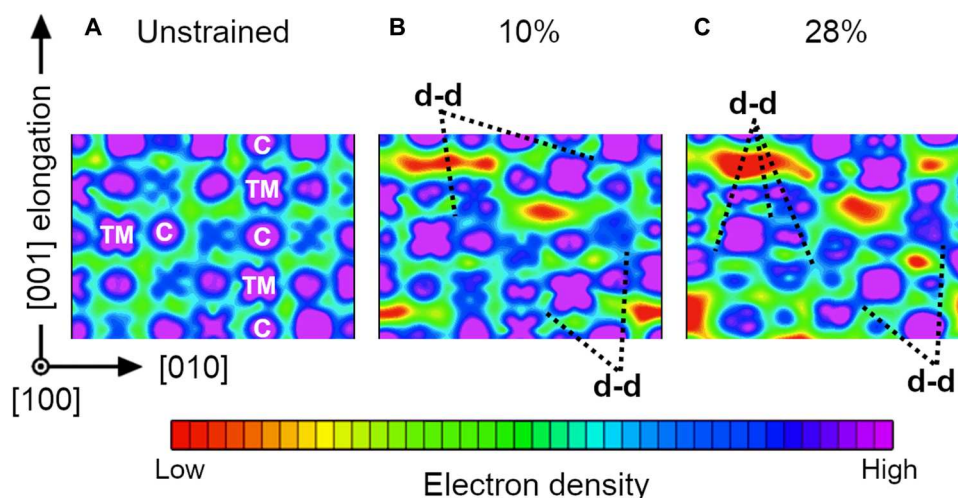 A Unstrained
B 10%
C 28%
[001] elongation
d-d
d-d
C
TM
TM
C
C
TM
C
[010]
[100]
d-d
d-d
Low
High
Electron density